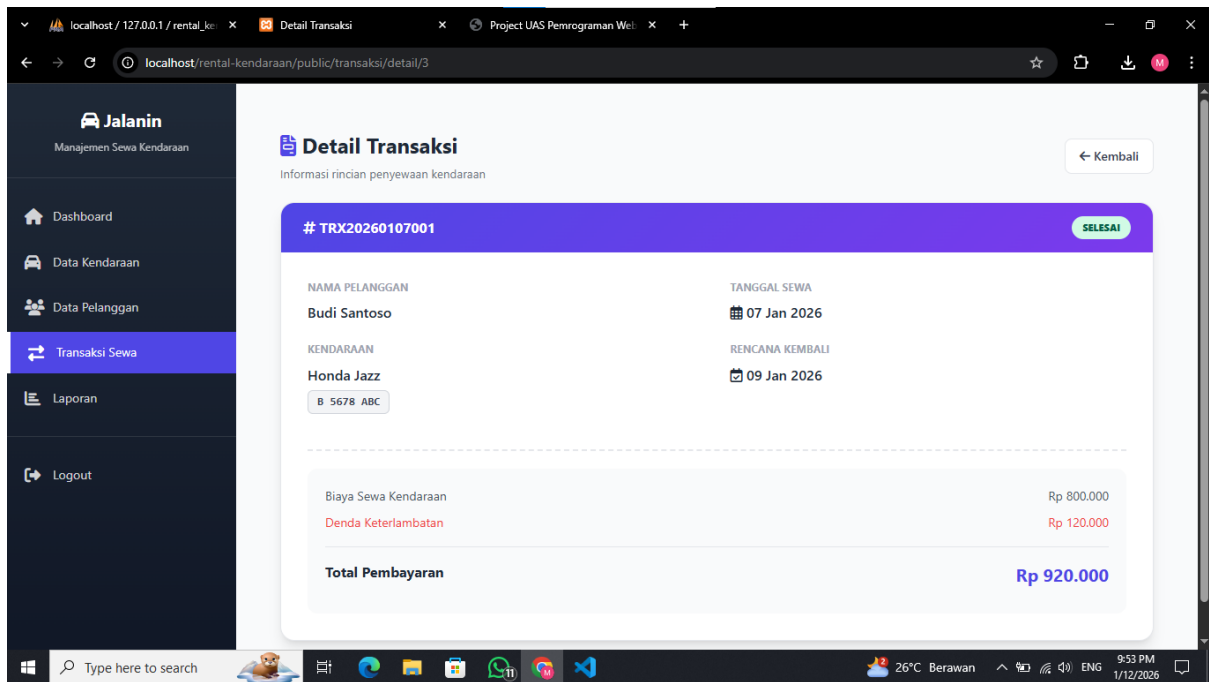 localhost / 127.0.0.1 / rental_ke
Detail Transaksi
Project UAS Pemrograman Web
localhost/rental-kendaraan/public/transaksi/detail/3
M
Jalanin
Manajemen Sewa Kendaraan
Dashboard
Data Kendaraan
Data Pelanggan
Transaksi Sewa
Laporan
Logout
Detail Transaksi
Informasi rincian penyewaan kendaraan
← Kembali
# TRX20260107001
SELESAI
NAMA PELANGGAN
Budi Santoso
TANGGAL SEWA
07 Jan 2026
KENDARAAN
Honda Jazz
B 5678 ABC
RENCANA KEMBALI
09 Jan 2026
Biaya Sewa Kendaraan Rp 800.000
Denda Keterlambatan Rp 120.000
Total Pembayaran Rp 920.000
Type here to search
11
M
2
26°C Berawan
ENG
9:53 PM
1/12/2026